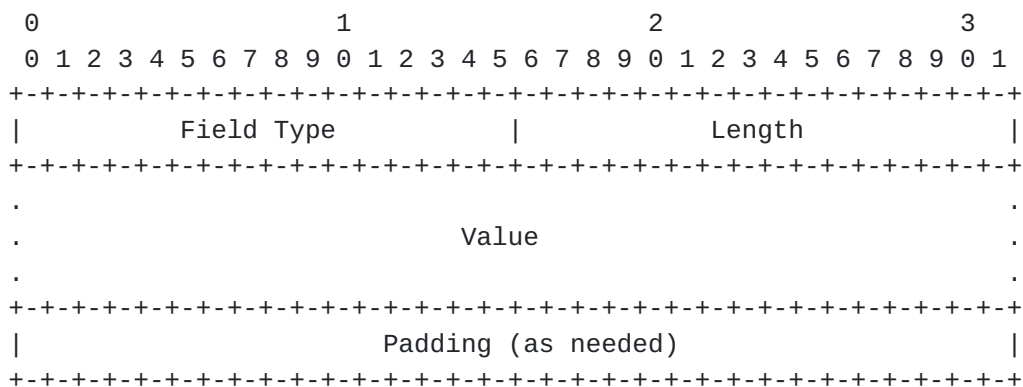 0                   1                   2                   3
0 1 2 3 4 5 6 7 8 9 0 1 2 3 4 5 6 7 8 9 0 1 2 3 4 5 6 7 8 9 0 1
+-+-+-+-+-+-+-+-+-+-+-+-+-+-+-+-+-+-+-+-+-+-+-+-+-+-+-+-+-+-+-+-+
|          Field Type           |            Length             |
+-+-+-+-+-+-+-+-+-+-+-+-+-+-+-+-+-+-+-+-+-+-+-+-+-+-+-+-+-+-+-+-+
.                                                               .
.                            Value                              .
.                                                               .
+-+-+-+-+-+-+-+-+-+-+-+-+-+-+-+-+-+-+-+-+-+-+-+-+-+-+-+-+-+-+-+-+
|                       Padding (as needed)                     |
+-+-+-+-+-+-+-+-+-+-+-+-+-+-+-+-+-+-+-+-+-+-+-+-+-+-+-+-+-+-+-+-+